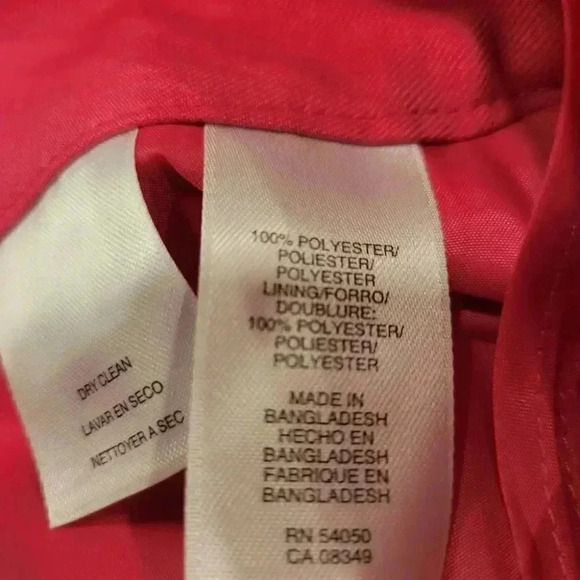 DRY CLEAN
LAVAR EN SECO
NETTOYER A SEC
100% POLYESTER/
POLIESTER/
POLYESTER
LINING/FORRO/
DOUBLURE:
100% POLYESTER/
POLIESTER/
POLYESTER
MADE IN
BANGLADESH
HECHO EN
BANGLADESH
FABRIQUE EN
BANGLADESH
RN 54050
CA 08349